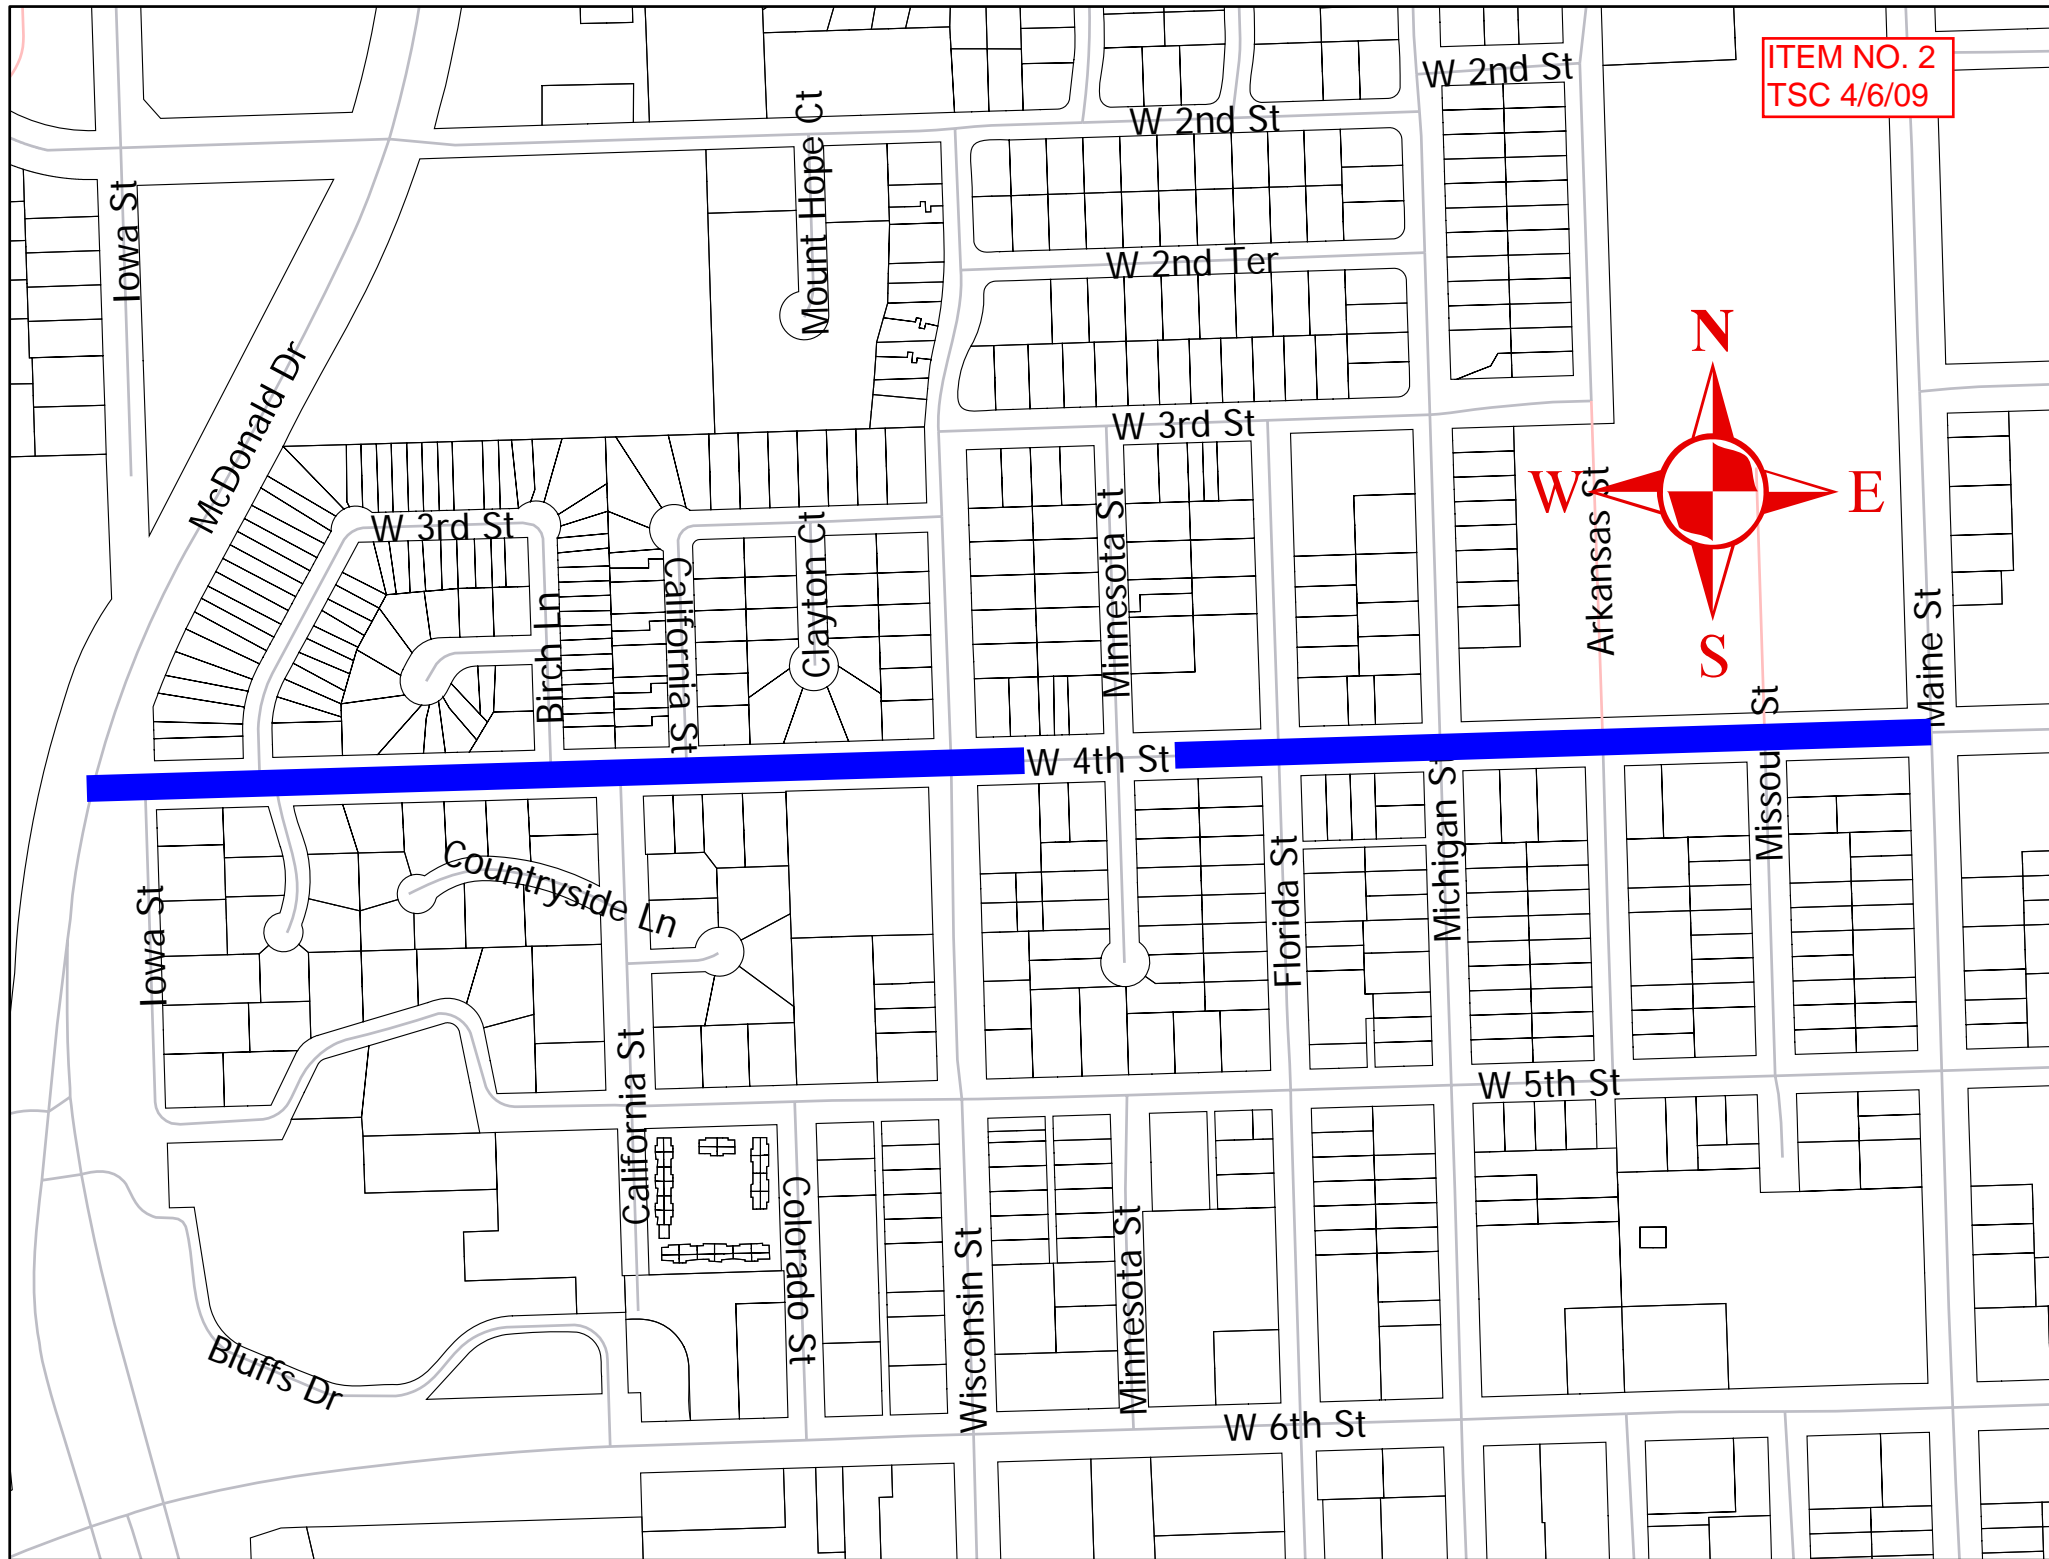 ITEM NO. 2
TSC 4/6/09
W 2nd St
W 2nd St
Mount Hope Ct
Iowa St
W 2nd Ter
N
McDonald Dr
W 3rd St
W
E
W 3rd St
Arkansas St
Minnesota St
Clayton Ct
California St
Birch Ln
S
Maine St
Missou St
W 4th St
Michigan St
Countryside Ln
Florida St
Iowa St
W 5th St
California St
Colorado St
Wisconsin St
Minnesota St
Bluffs Dr
W 6th St